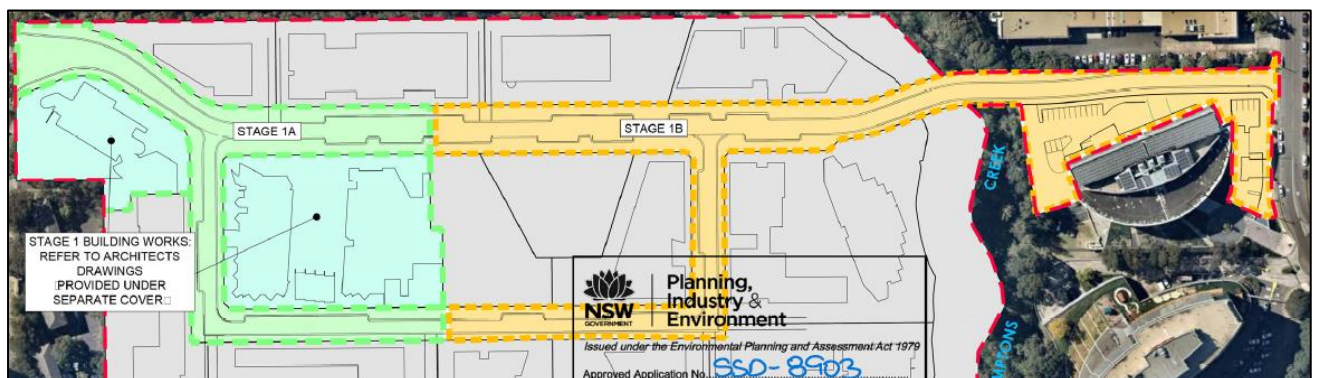 STAGE 1A
STAGE 1B
CREEK
STAGE 1 BUILDING WORKS:
REFER TO ARCHITECTS
DRAWINGS
□PROVIDED UNDER
SEPARATE COVER□
NSW
GOVERNMENT
Planning,
Industry &
Environment
Issued under the Environmental Planning and Assessment Act 1979
Approved Application No. SSD-8903
MPTONS